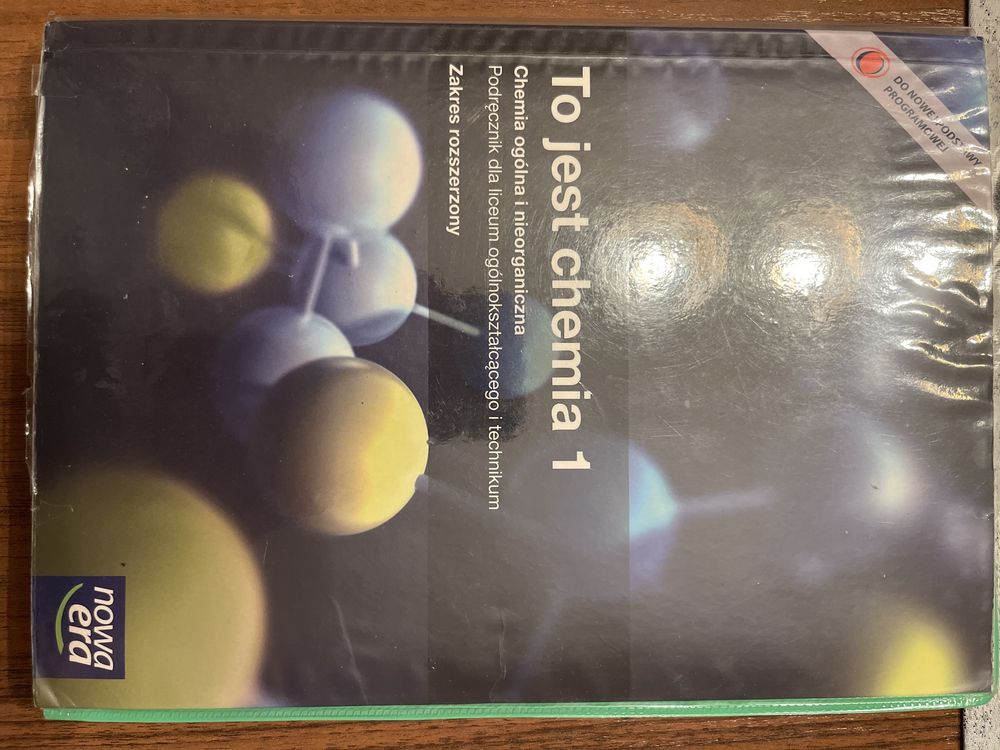 DO NOWEJ PODSTAWY
PROGRAMOWEJ
To jest chemia 1
Chemia ogólna i nieorganiczna
Podręcznik dla liceum ogólnokształcącego i technikum
Zakres rozszerzony
nowa
era